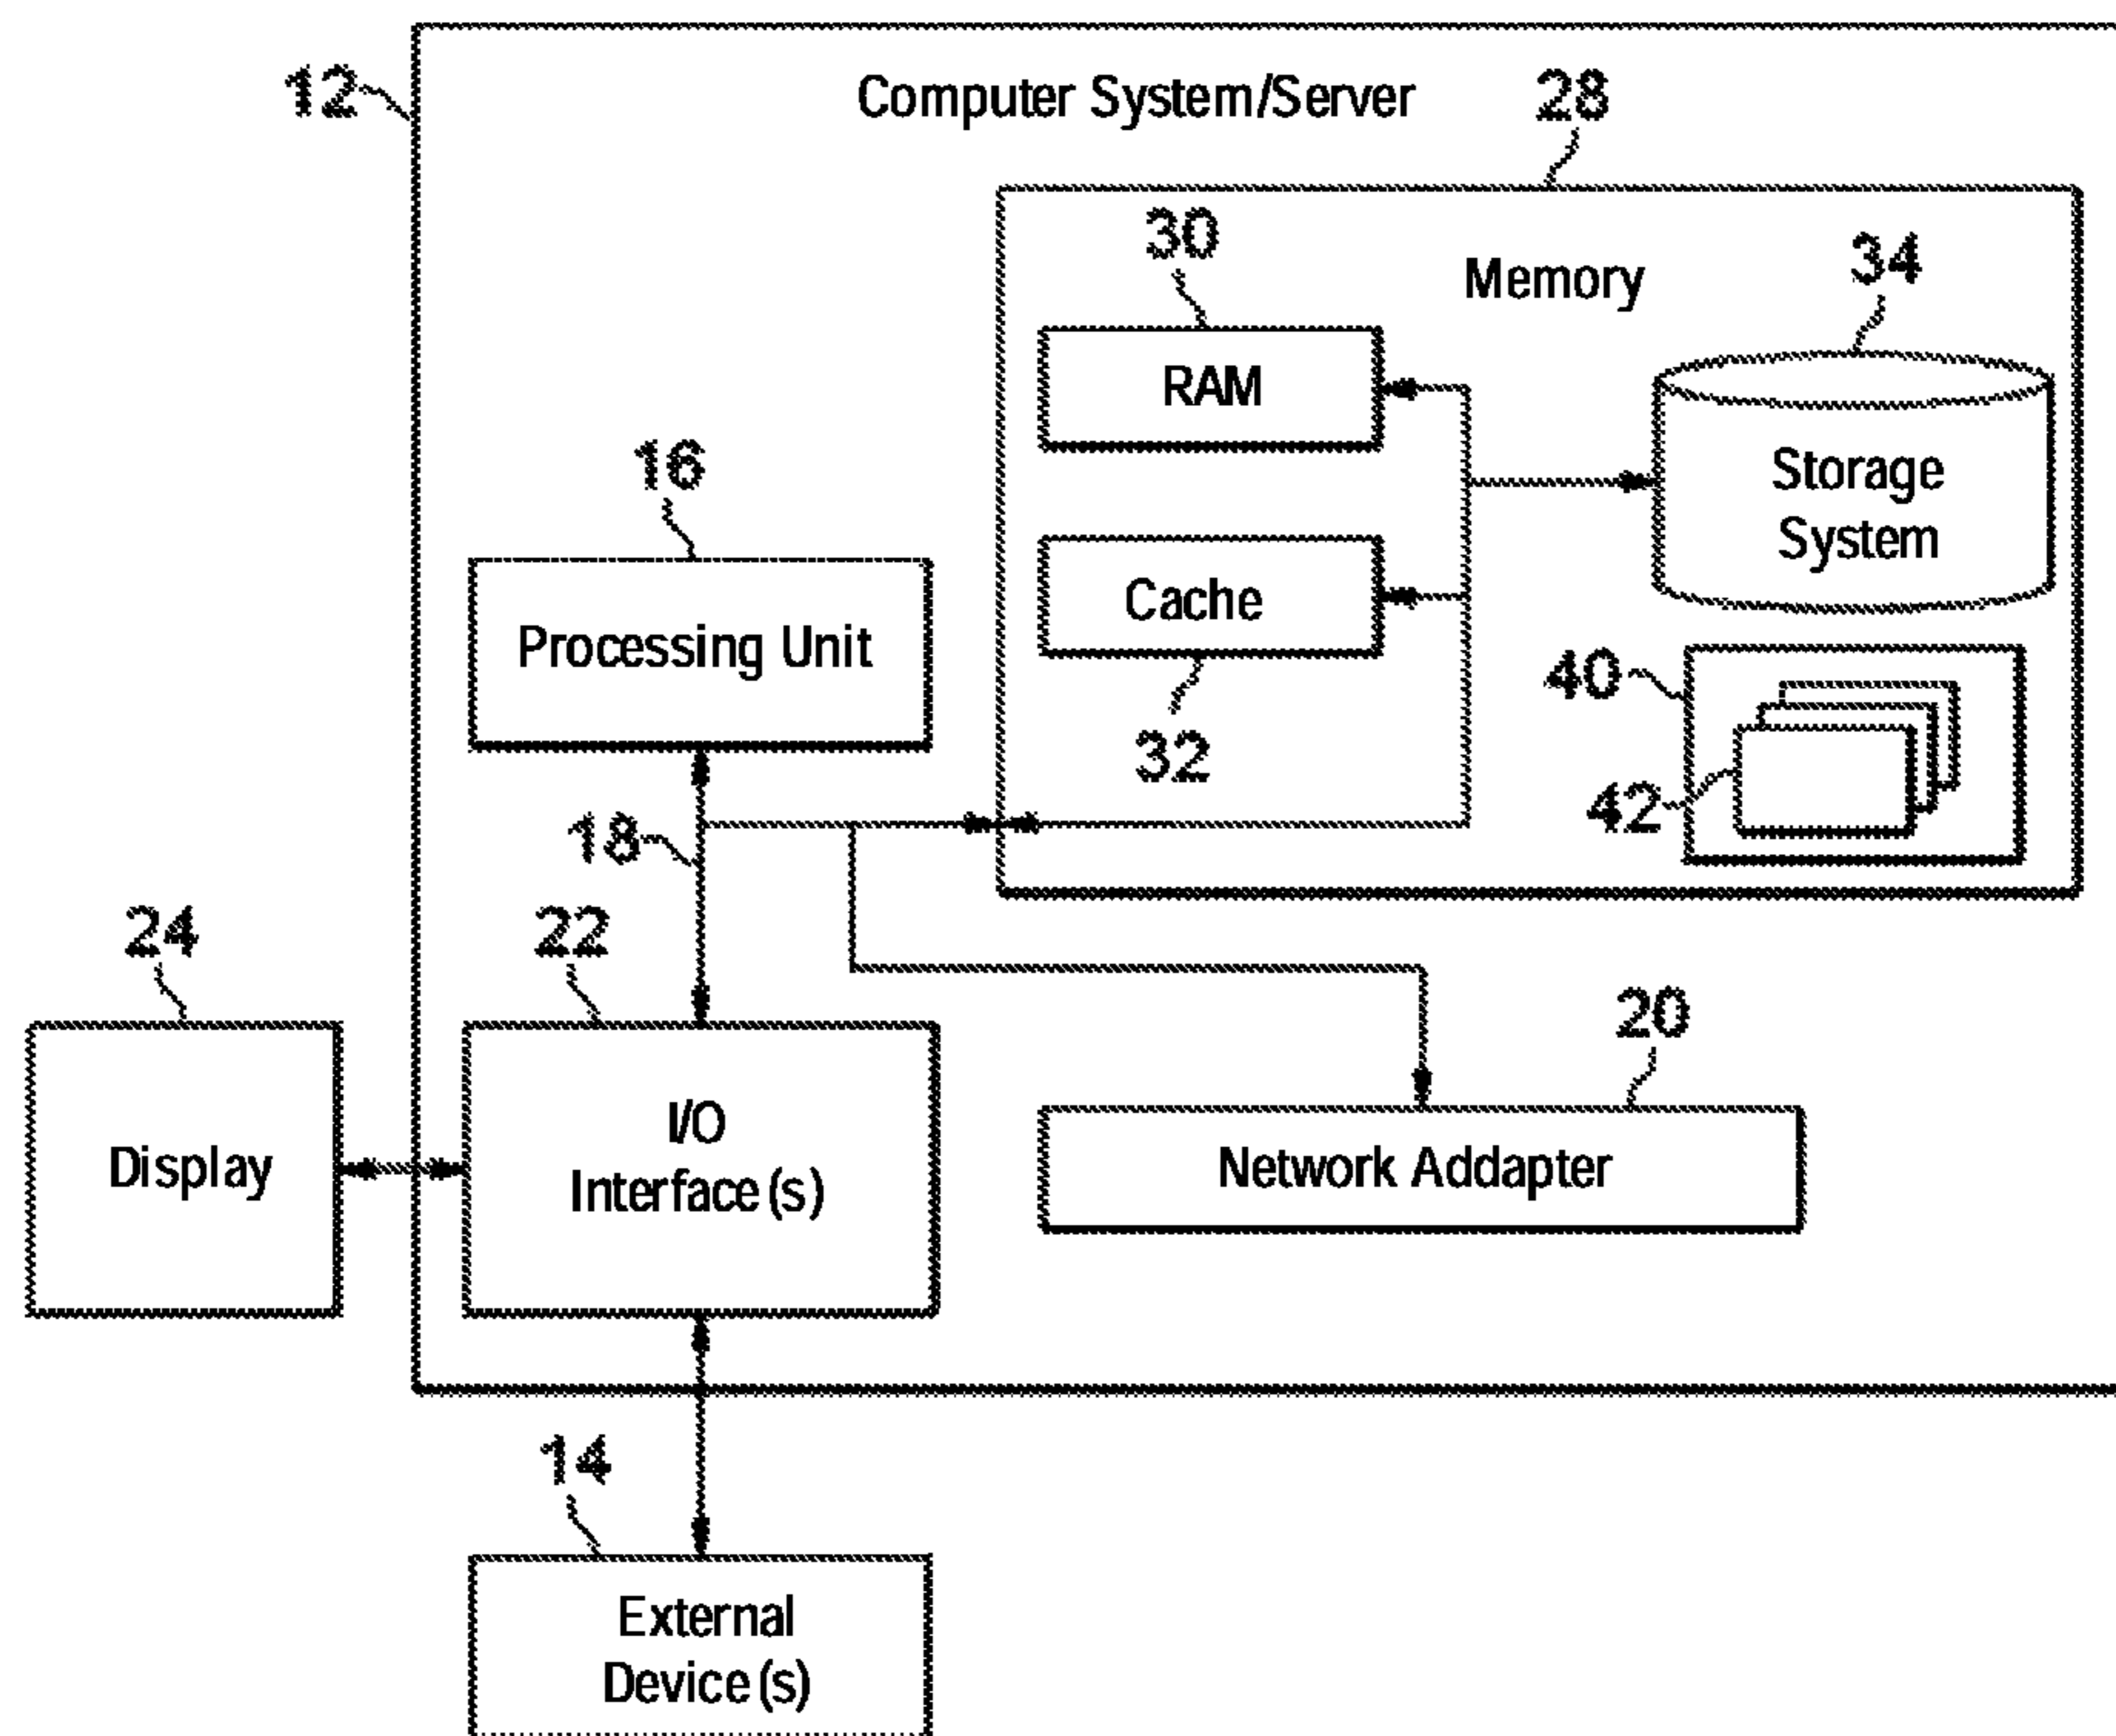 12
Computer System/Server
28
30
Memory
34
RAM
16
Storage
System
Processing Unit
Cache
40
32
42
18
24
22
20
Display
I/O
Interface(s)
Network Addapter
14
External
Device(s)